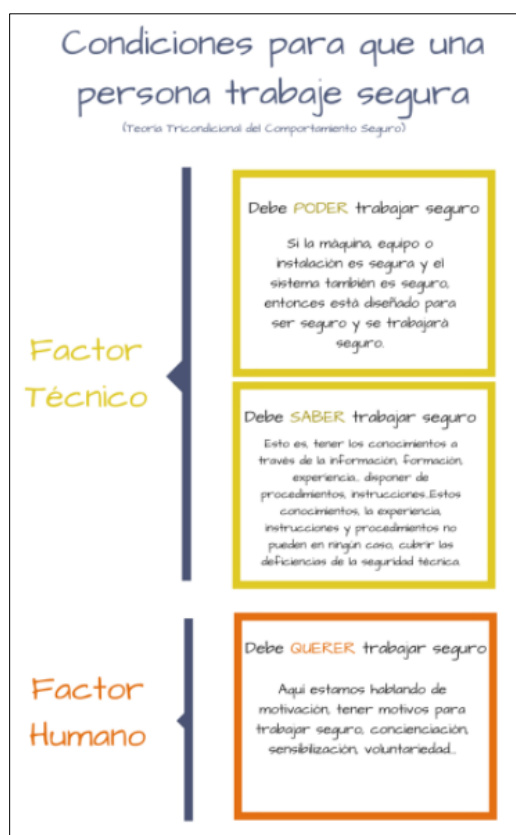 Condiciones para que una
persona trabaje segura
(Teoría Tricondicional del Comportamiento Seguro)
Factor
Técnico
Debe PODER trabajar seguro
Si la máquina, equipo o
instalación es segura y el
sistema también es seguro,
entonces está diseñado para
ser seguro y se trabajará
seguro.
Debe SABER trabajar seguro
Esto es, tener los conocimientos a
través de la información, formación,
experiencia... disponer de
procedimientos, instrucciones...Estos
conocimientos, la experiencia,
instrucciones y procedimientos no
pueden en ningún caso, cubrir las
deficiencias de la seguridad técnica.
Factor
Humano
Debe QUERER trabajar seguro
Aquí estamos hablando de
motivación, tener motivos para
trabajar seguro, concienciación,
sensibilización, voluntariedad...